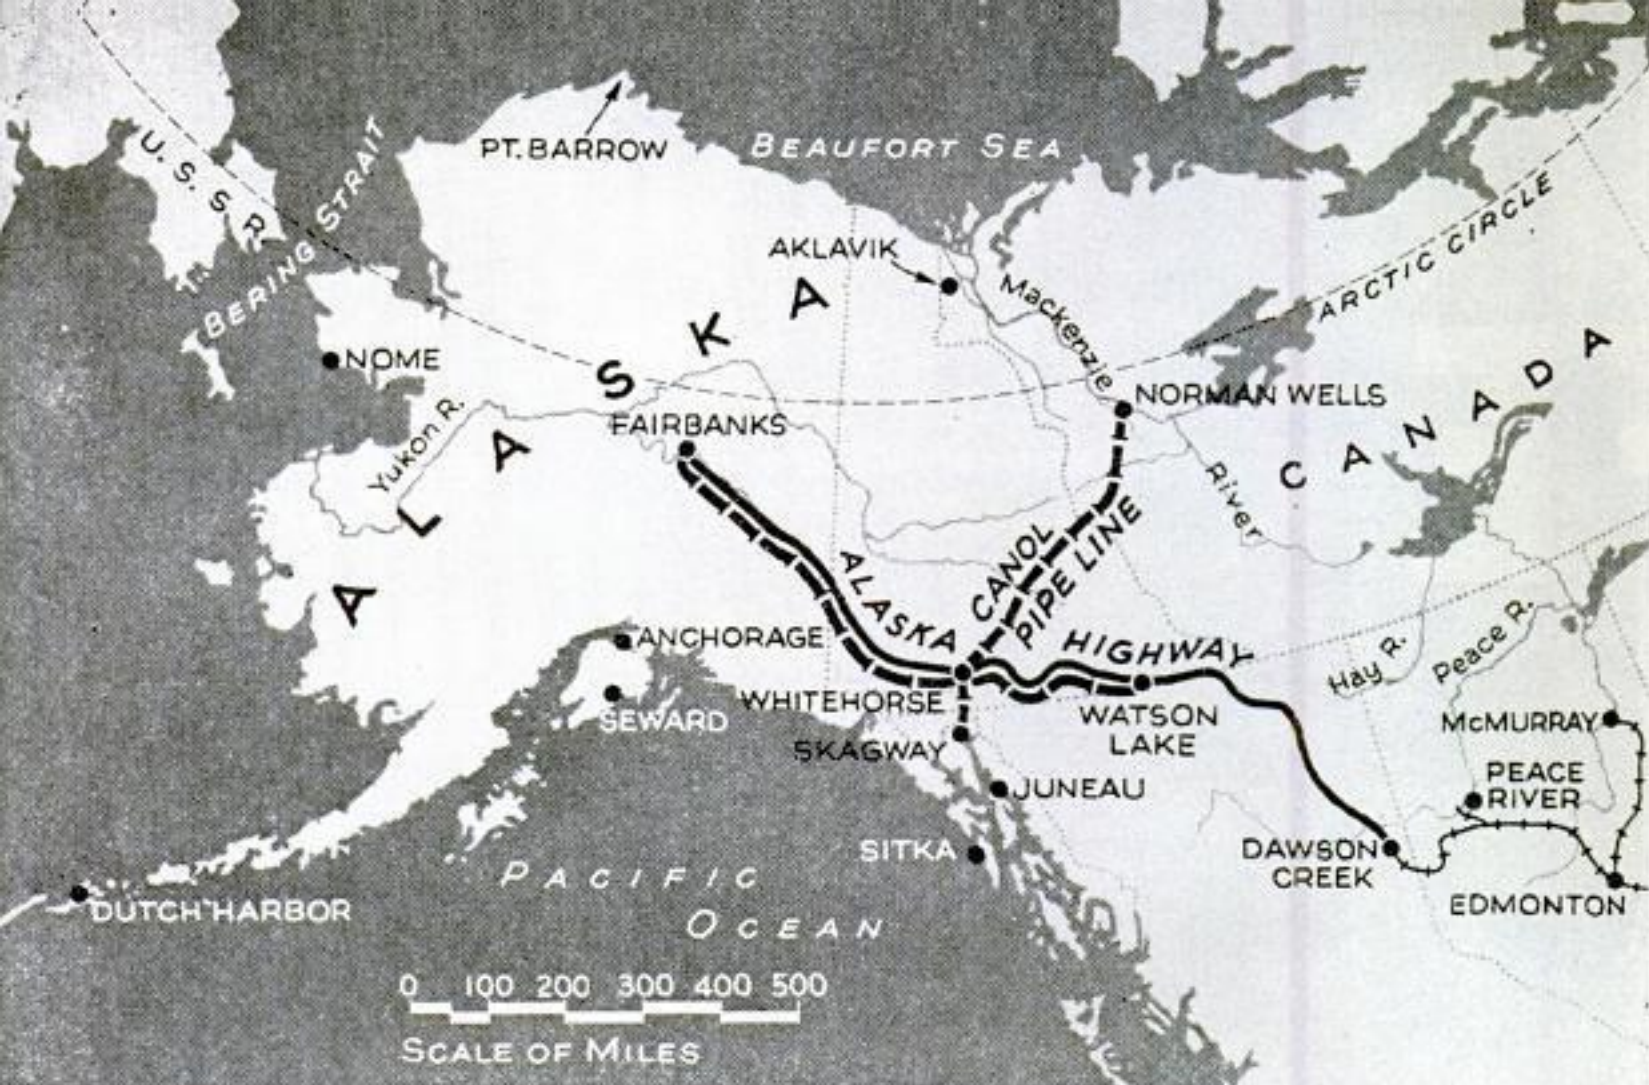 U. S. S. R.
BERING STRAIT
PT. BARROW
BEAUFORT SEA
AKLAVIK
Mackenzie
River
ARCTIC CIRCLE
NOME
Yukon R.
ALASKA
FAIRBANKS
NORMAN WELLS
CANADA
CANOL
PIPE LINE
ALASKA HIGHWAY
ANCHORAGE
SEWARD
WHITEHORSE
SKAGWAY
WATSON
LAKE
Hay R.
Peace R.
McMURRAY
PEACE
RIVER
JUNEAU
SITKA
DAWSON
CREEK
EDMONTON
DUTCH HARBOR
PACIFIC
OCEAN
0 100 200 300 400 500
SCALE OF MILES